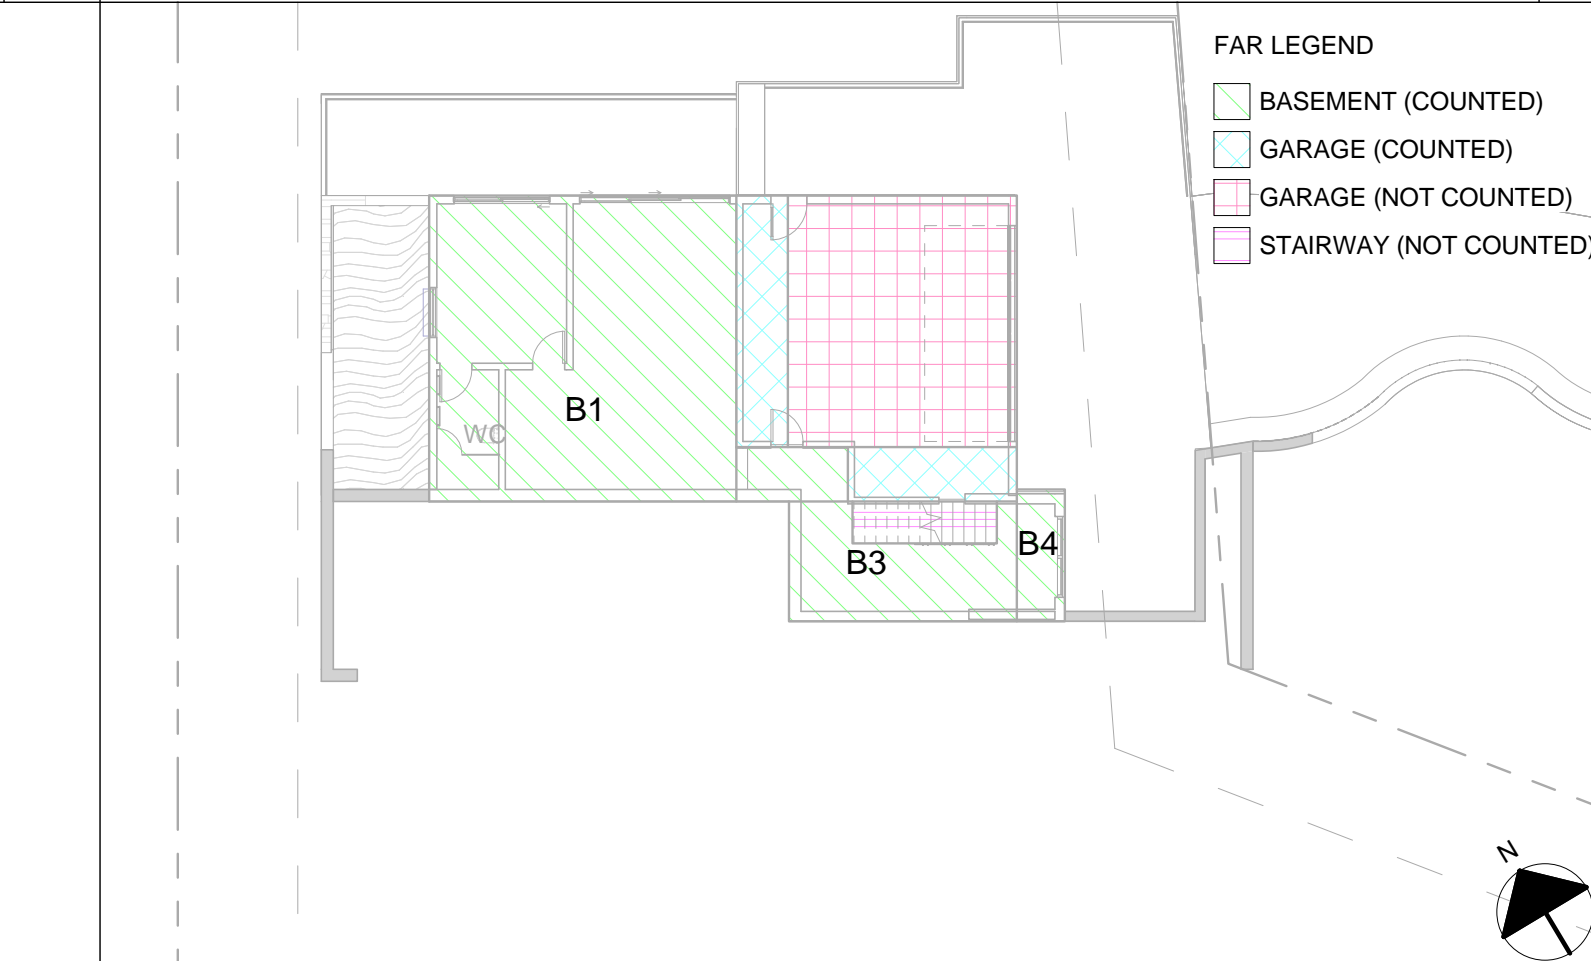 FAR LEGEND
BASEMENT (COUNTED)
GARAGE (COUNTED)
GARAGE (NOT COUNTED)
STAIRWAY (NOT COUNTED)
B1
WC
B4
B3
N